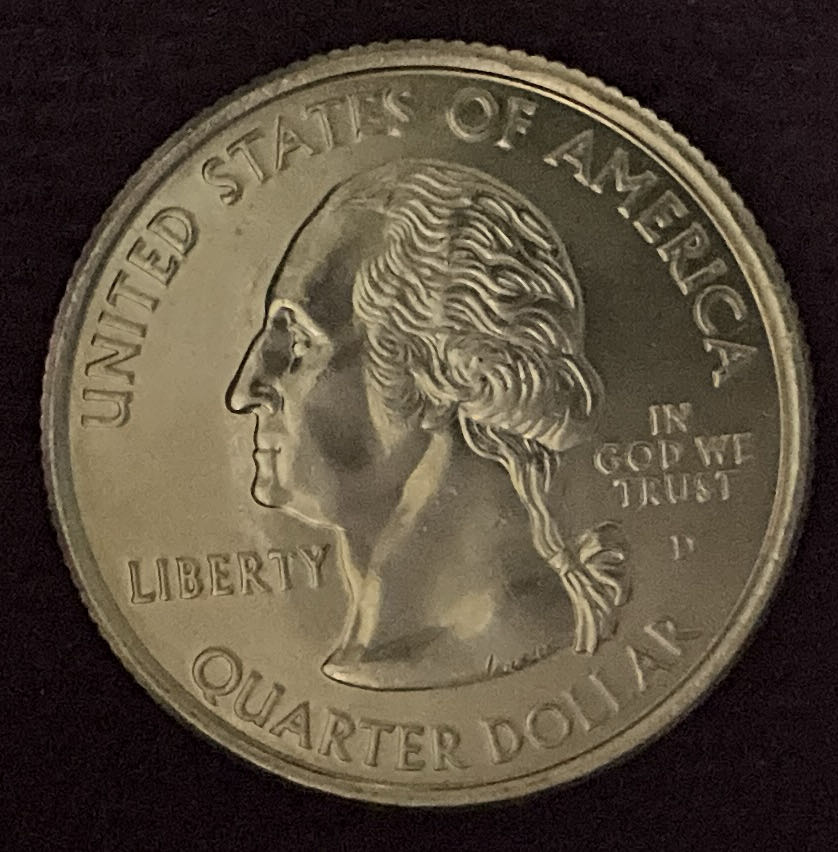 UNITED STATES OF AMERICA
IN
GOD WE
TRUST
D
LIBERTY
QUARTER DOLLAR